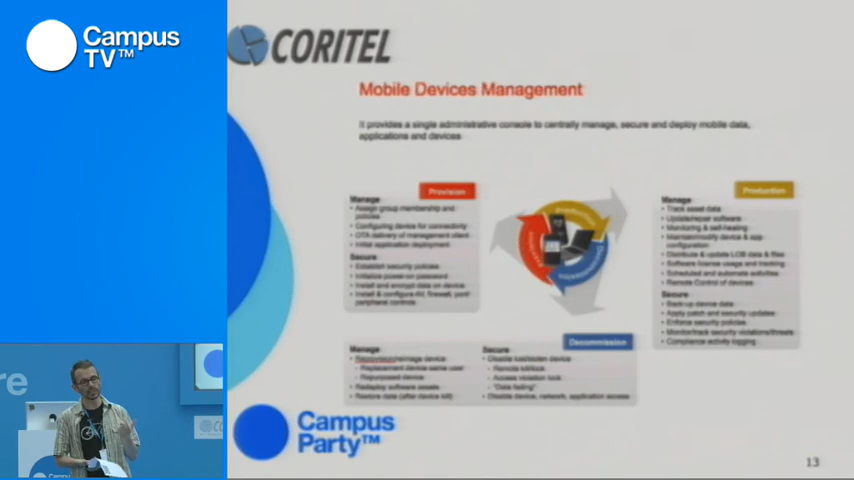 Campus
TV™
CORITEL
Mobile Devices Management
It provides a single administrative console to centrally manage, secure and deploy mobile data,
applications and devices
Provision
Manage
• Assign group membership and
policies
• Configuring device for connectivity
• OTA delivery of management client
• Initial application deployment
Secure
• Establish security policies
• Initialize power-on password
• Install and encrypt data on device
• Install & configure AV, firewall, port/
peripheral controls
Production
Manage
• Track asset data
• Update/repair software
• Monitoring & self-healing
• Maintain/modify device & app
configuration
• Distribute & update LOB data & files
• Software license usage and tracking
• Scheduled and automate activities
• Remote Control of devices
Secure
• Back-up device data
• Apply patch and security updates
• Enforce security policies
• Monitor/track security violations/threats
• Compliance activity logging
Decommission
Manage
device
- Replacement device-same user
- Repurposed device
• Redeploy software assets
• Restore data (after device kill)
Secure
• Disable lost/stolen device
- Remote kill/lock
- Access violation lock
- "Data fading"
• Disable device, network, application access
Campus
Party™
13